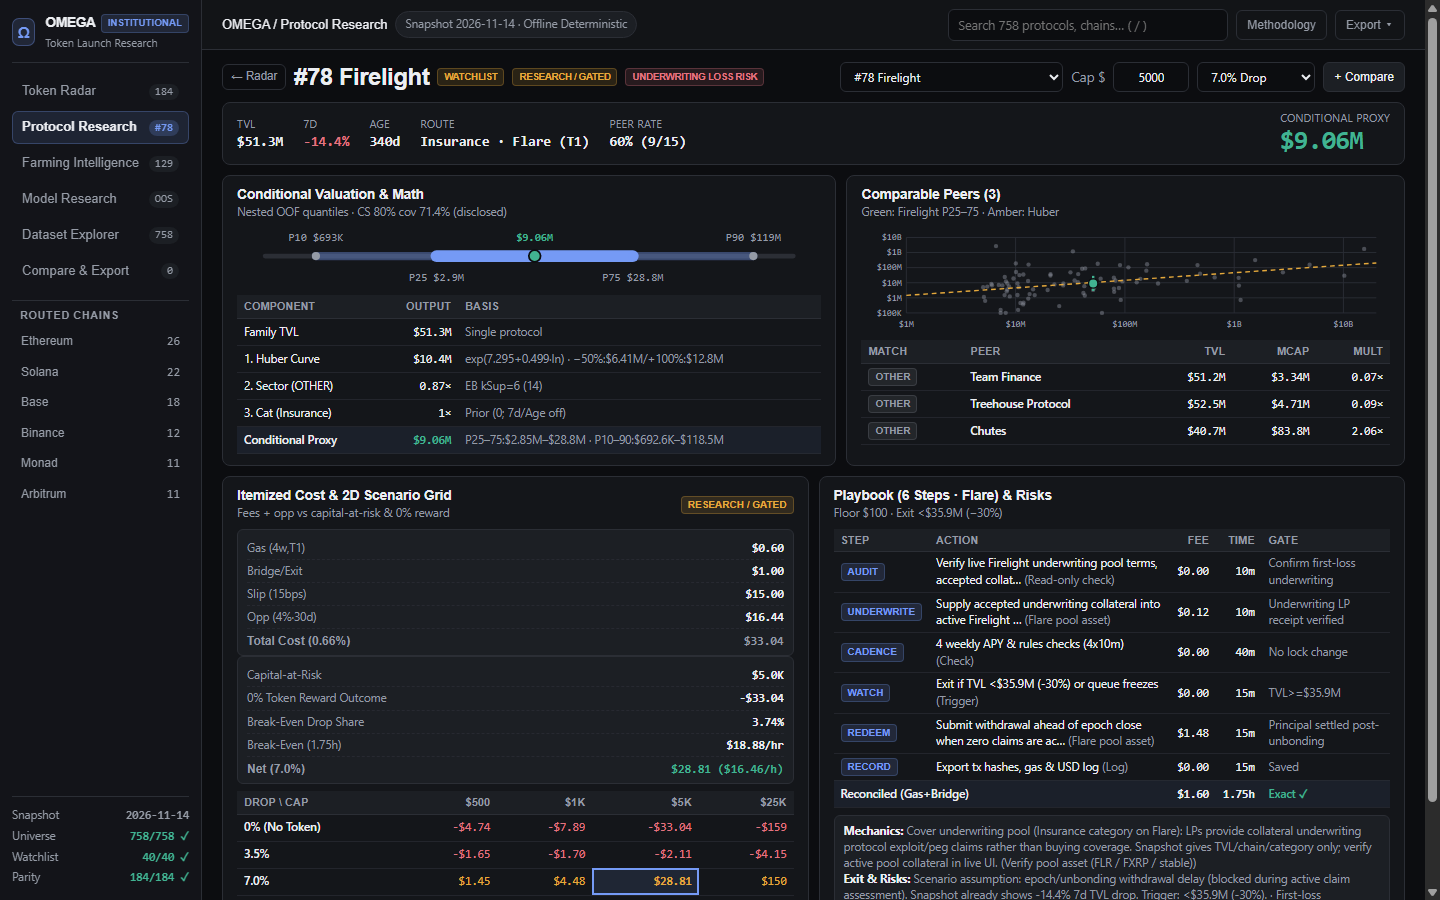 Ω
OMEGA INSTITUTIONAL
Token Launch Research
Token Radar 184
Protocol Research #78
Farming Intelligence 129
Model Research OOS
Dataset Explorer 758
Compare & Export 0
ROUTED CHAINS
Ethereum 26
Solana 22
Base 18
Binance 12
Monad 11
Arbitrum 11
Snapshot 2026-11-14
Universe 758/758 ✓
Watchlist 40/40 ✓
Parity 184/184 ✓
OMEGA / Protocol Research Snapshot 2026-11-14 · Offline Deterministic
Search 758 protocols, chains... ( / )
Methodology
Export ▾
← Radar #78 Firelight WATCHLIST RESEARCH / GATED UNDERWRITING LOSS RISK
#78 Firelight Cap $ 5000 7.0% Drop + Compare
TVL 7D AGE ROUTE PEER RATE
$51.3M -14.4% 340d Insurance · Flare (T1) 60% (9/15)
CONDITIONAL PROXY
$9.06M
Conditional Valuation & Math
Nested OOF quantiles · CS 80% cov 71.4% (disclosed)
P10 $693K $9.06M P90 $119M
P25 $2.9M P75 $28.8M
COMPONENT OUTPUT BASIS
Family TVL $51.3M Single protocol
1. Huber Curve $10.4M exp(7.295+0.499·ln) · −50%:$6.41M/+100%:$12.8M
2. Sector (OTHER) 0.87× EB kSup=6 (14)
3. Cat (Insurance) 1× Prior (0; 7d/Age off)
Conditional Proxy $9.06M P25–75:$2.85M–$28.8M · P10–90:$692.6K–$118.5M
Comparable Peers (3)
Green: Firelight P25–75 · Amber: Huber
$10B
$1B
$100M
$10M
$1M
$100K
$1M $10M $100M $1B $10B
MATCH PEER TVL MCAP MULT
OTHER Team Finance $51.2M $3.34M 0.07×
OTHER Treehouse Protocol $52.5M $4.71M 0.09×
OTHER Chutes $40.7M $83.8M 2.06×
Itemized Cost & 2D Scenario Grid
Fees + opp vs capital-at-risk & 0% reward
RESEARCH / GATED
Gas (4w,T1) $0.60
Bridge/Exit $1.00
Slip (15bps) $15.00
Opp (4%·30d) $16.44
Total Cost (0.66%) $33.04
Capital-at-Risk $5.0K
0% Token Reward Outcome -$33.04
Break-Even Drop Share 3.74%
Break-Even (1.75h) $18.88/hr
Net (7.0%) $28.81 ($16.46/h)
DROP \ CAP $500 $1K $5K $25K
0% (No Token) -$4.74 -$7.89 -$33.04 -$159
3.5% -$1.65 -$1.70 -$2.11 -$4.15
7.0% $1.45 $4.48 $28.81 $150
Playbook (6 Steps · Flare) & Risks
Floor $100 · Exit <$35.9M (−30%)
STEP ACTION FEE TIME GATE
AUDIT Verify live Firelight underwriting pool terms, accepted collat... (Read-only check) $0.00 10m Confirm first-loss underwriting
UNDERWRITE Supply accepted underwriting collateral into active Firelight ... (Flare pool asset) $0.12 10m Underwriting LP receipt verified
CADENCE 4 weekly APY & rules checks (4x10m) (Check) $0.00 40m No lock change
WATCH Exit if TVL <$35.9M (-30%) or queue freezes (Trigger) $0.00 15m TVL>=$35.9M
REDEEM Submit withdrawal ahead of epoch close when zero claims are ac... (Flare pool asset) $1.48 15m Principal settled post-unbonding
RECORD Export tx hashes, gas & USD log (Log) $0.00 15m Saved
Reconciled (Gas+Bridge) $1.60 1.75h Exact ✓
Mechanics: Cover underwriting pool (Insurance category on Flare): LPs provide collateral underwriting
protocol exploit/peg claims rather than buying coverage. Snapshot gives TVL/chain/category only; verify
active pool collateral in live UI. (Verify pool asset (FLR / FXRP / stable))
Exit & Risks: Scenario assumption: epoch/unbonding withdrawal delay (blocked during active claim
assessment). Snapshot already shows -14.4% 7d TVL drop. Trigger: <$35.9M (-30%). · First-loss